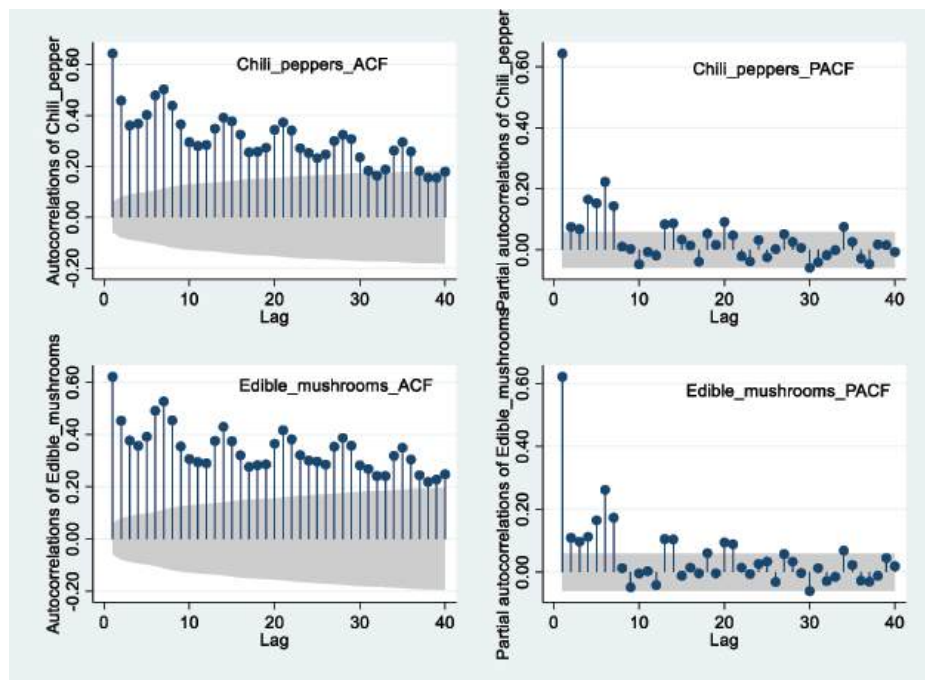 Autocorrelations of Chili_pepper
0.60
0.40
0.20
0.00
-0.20
Chili_peppers_ACF
0 10 20 30 40
Lag
Partial autocorrelations of Chili_pepper
0.60
0.40
0.20
0.00
Chili_peppers_PACF
0 10 20 30 40
Lag
Autocorrelations of Edible_mushrooms
0.60
0.40
0.20
0.00
-0.20
Edible_mushrooms_ACF
0 10 20 30 40
Lag
Partial autocorrelations of Edible_mushrooms
0.60
0.40
0.20
0.00
Edible_mushrooms_PACF
0 10 20 30 40
Lag